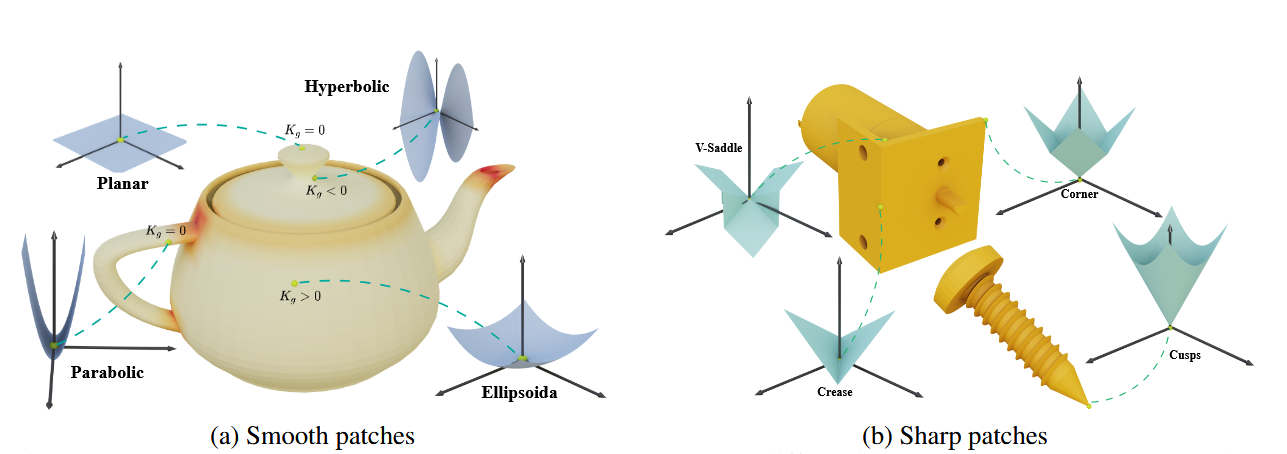 Hyperbolic
Planar
K_g = 0
K_g < 0
K_g = 0
K_g > 0
Parabolic
Ellipsoida
(a) Smooth patches
V-Saddle
Corner
Crease
Cusps
(b) Sharp patches